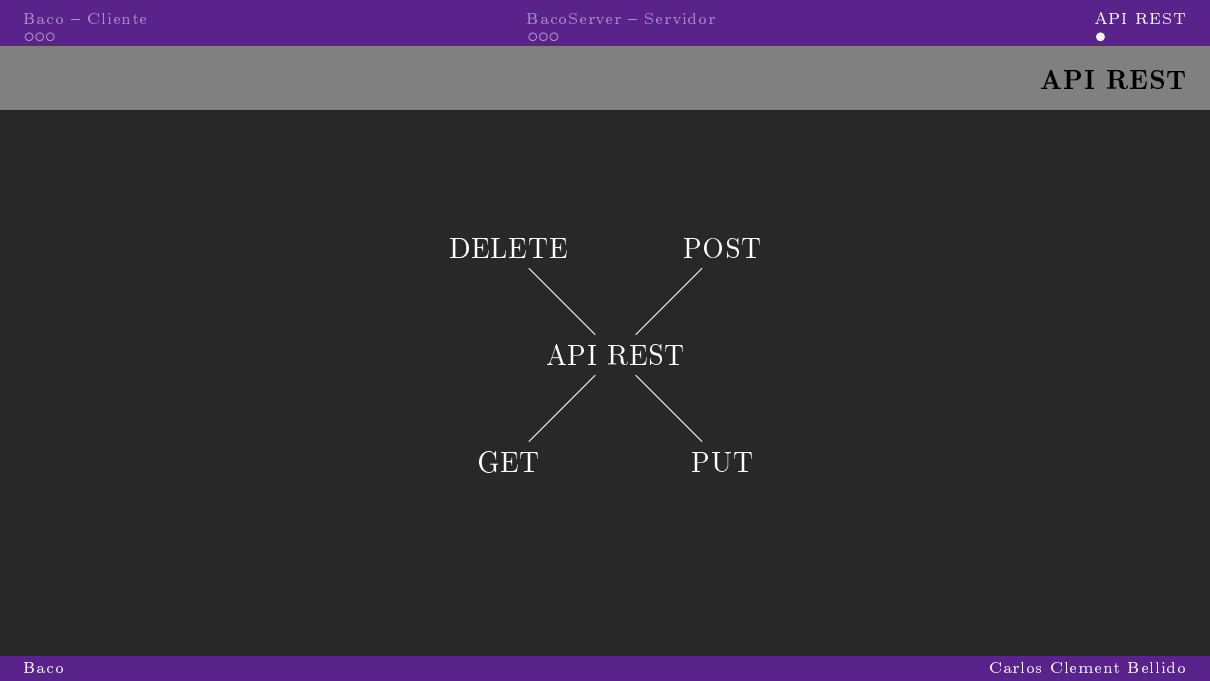 Baco – Cliente BacoServer – Servidor API REST
API REST
DELETE POST
API REST
GET PUT
Baco Carlos Clement Bellido